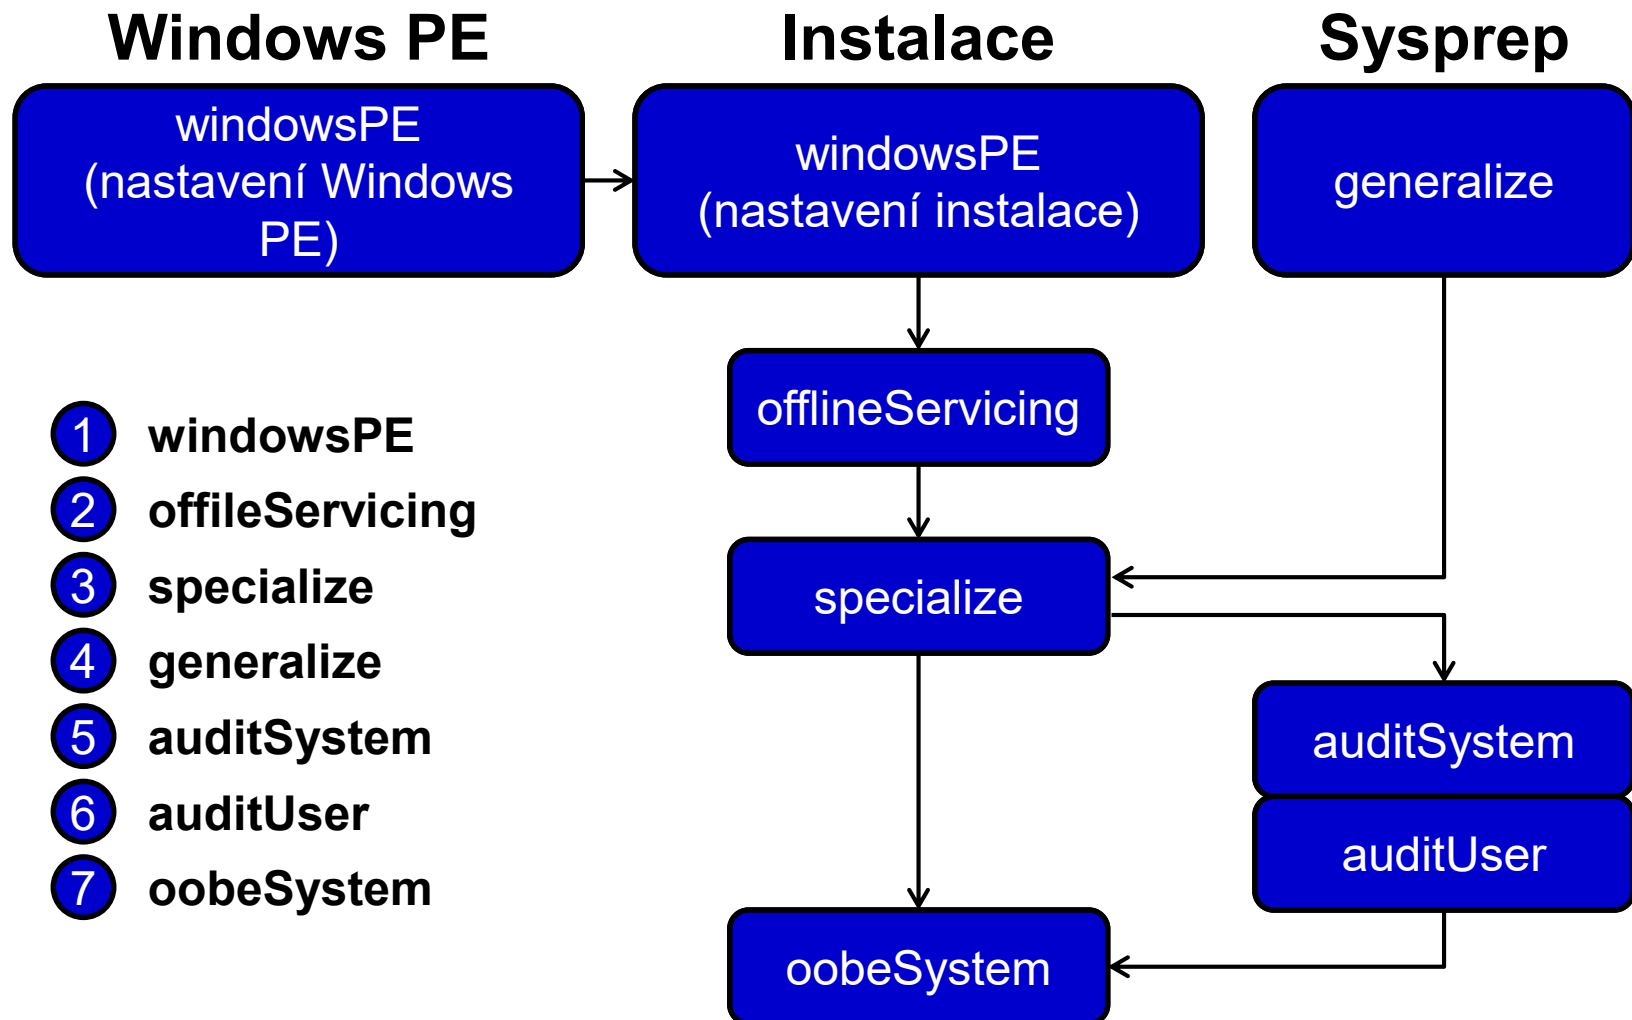 Windows PE
Instalace
Sysprep
windowsPE
(nastavení Windows
PE)
windowsPE
(nastavení instalace)
generalize
offlineServicing
1 windowsPE
2 offileServicing
3 specialize
4 generalize
5 auditSystem
6 auditUser
7 oobeSystem
specialize
auditSystem
auditUser
oobeSystem